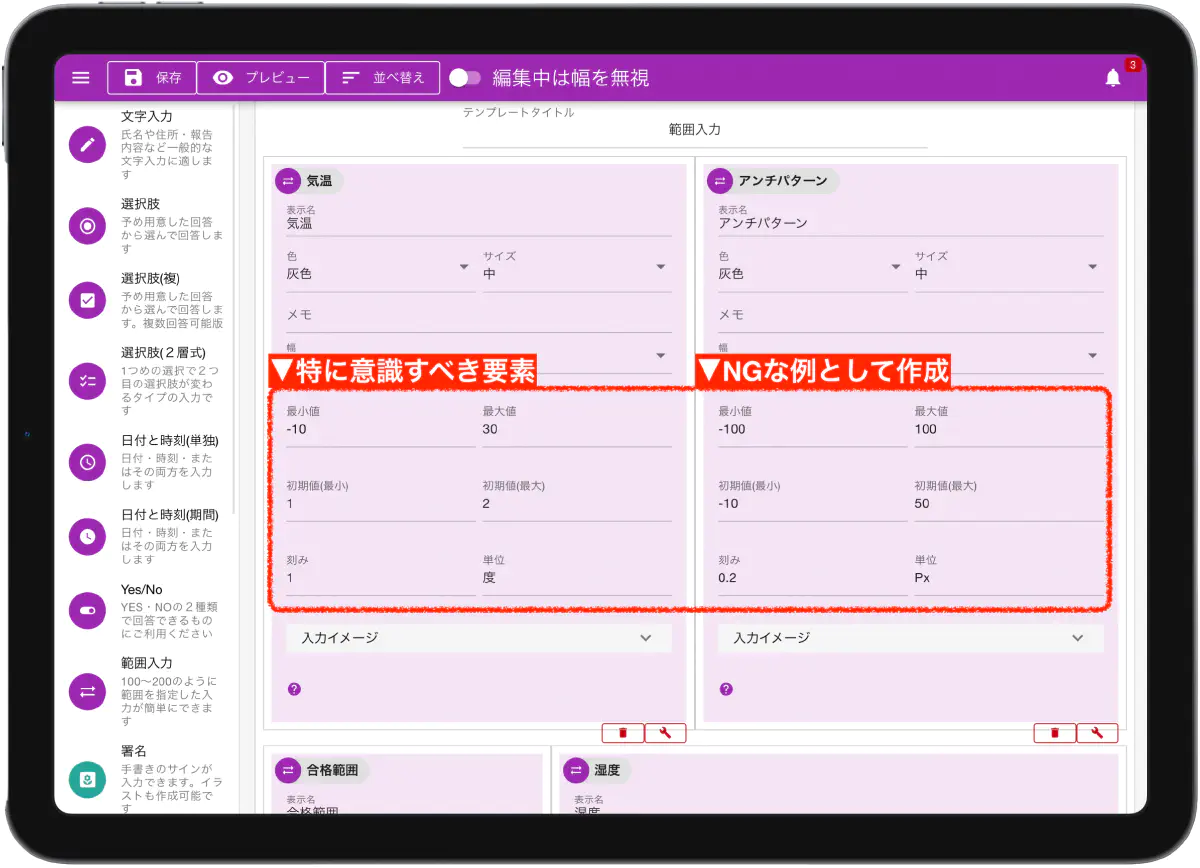 保存
プレビュー
並べ替え
編集中は幅を無視
3
文字入力
氏名や住所・報告
内容など一般的な
文字入力に適しま
す
選択肢
予め用意した回答
から選んで回答しま
す
選択肢(複)
予め用意した回答
から選んで回答しま
す。複数回答可能版
選択肢(２層式)
1つめの選択で２つ
目の選択肢が変わ
るタイプの入力で
す
日付と時刻(単独)
日付・時刻・また
はその両方を入力
します
日付と時刻(期間)
日付・時刻・また
はその両方を入力
します
Yes/No
YES・NOの２種類
で回答できるもの
にご利用ください
範囲入力
100〜200のように
範囲を指定した入
力が簡単にできま
す
署名
手書きのサインが
入力できます。イラ
ストも作成可能で
す
テンプレートタイトル
範囲入力
気温
表示名
気温
色
灰色
サイズ
中
メモ
幅
▼特に意識すべき要素
最小値
-10
最大値
30
初期値(最小)
1
初期値(最大)
2
刻み
1
単位
度
入力イメージ
アンチパターン
表示名
アンチパターン
色
灰色
サイズ
中
メモ
幅
▼NGな例として作成
最小値
-100
最大値
100
初期値(最小)
-10
初期値(最大)
50
刻み
0.2
単位
Px
入力イメージ
合格範囲
表示名
合格範囲
湿度
表示名
湿度